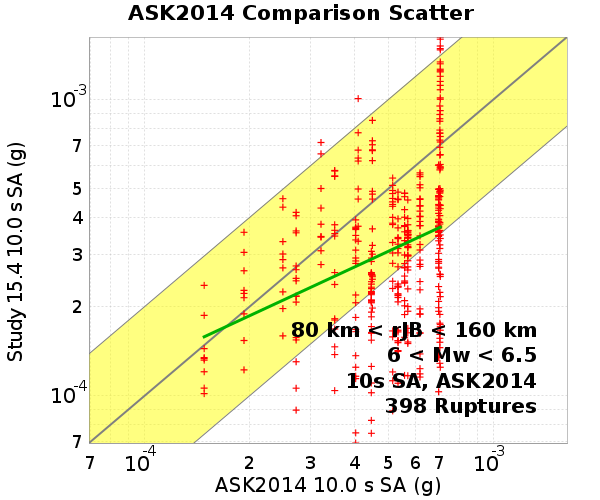 ASK2014 Comparison Scatter
Study 15.4 10.0 s SA (g)
10-3
7
5
4
3
2
10-4
7
80 km < rJB < 160 km
6 < Mw < 6.5
10s SA, ASK2014
398 Ruptures
7 10-4 2 3 4 5 6 7 10-3
ASK2014 10.0 s SA (g)